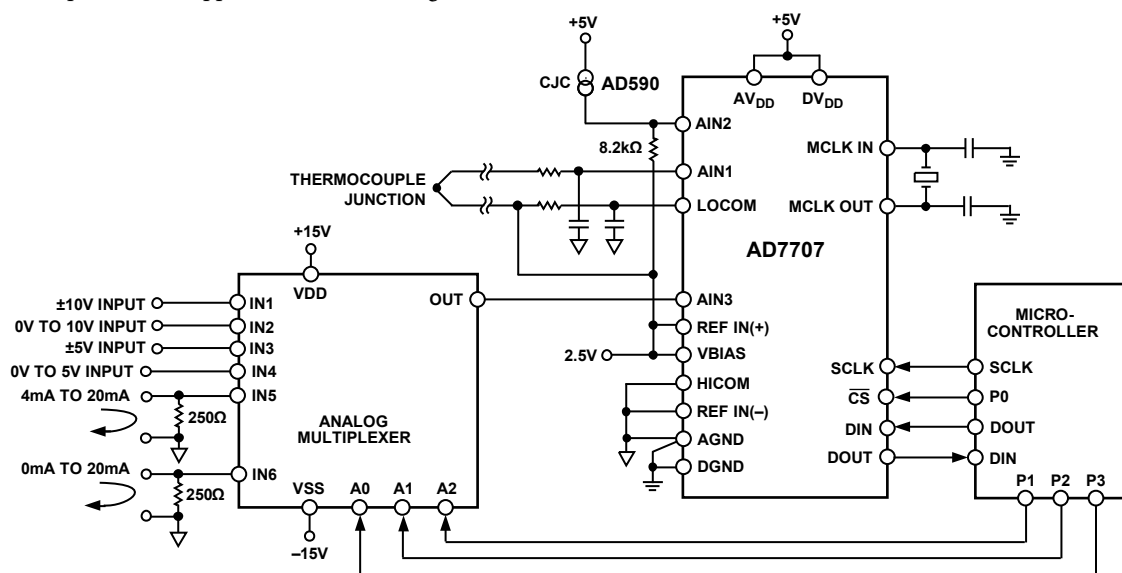 +5V
+5V
CJC
AD590
AV_DD
DV_DD
AIN2
8.2kΩ
MCLK IN
AIN1
THERMOCOUPLE
JUNCTION
LOCOM
MCLK OUT
AD7707
+15V
VDD
OUT
AIN3
±10V INPUT
IN1
0V TO 10V INPUT
IN2
±5V INPUT
IN3
0V TO 5V INPUT
IN4
4mA TO 20mA
IN5
250Ω
ANALOG
MULTIPLEXER
0mA TO 20mA
IN6
250Ω
VSS
A0
A1
A2
–15V
REF IN(+)
2.5V
VBIAS
HICOM
REF IN(–)
AGND
DGND
SCLK
CS
DIN
DOUT
MICRO-
CONTROLLER
SCLK
P0
DOUT
DIN
P1
P2
P3